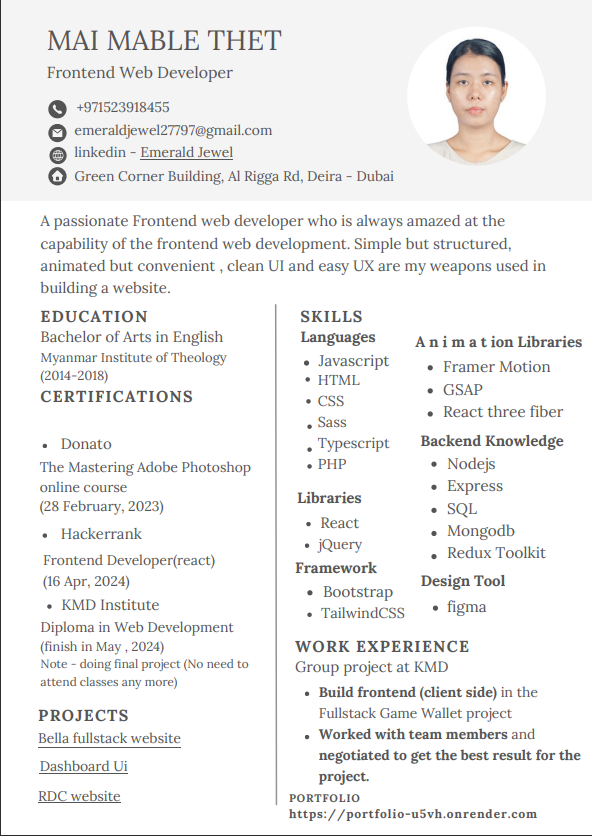 MAI MABLE THET
Frontend Web Developer
+971523918455
emeraldjewel27797@gmail.com
linkedin - Emerald Jewel
Green Corner Building, Al Rigga Rd, Deira - Dubai
A passionate Frontend web developer who is always amazed at the
capability of the frontend web development. Simple but structured,
animated but convenient , clean UI and easy UX are my weapons used in
building a website.
EDUCATION
Bachelor of Arts in English
Myanmar Institute of Theology
(2014-2018)
CERTIFICATIONS
• Donato
The Mastering Adobe Photoshop
online course
(28 February, 2023)
• Hackerrank
Frontend Developer(react)
(16 Apr, 2024)
• KMD Institute
Diploma in Web Development
(finish in May , 2024)
Note - doing final project (No need to
attend classes any more)
PROJECTS
Bella fullstack website
Dashboard Ui
RDC website
SKILLS
Languages
• Javascript
• HTML
• CSS
• Sass
• Typescript
• PHP
Libraries
• React
• jQuery
Framework
• Bootstrap
• TailwindCSS
A n i m a t ion Libraries
• Framer Motion
• GSAP
• React three fiber
Backend Knowledge
• Nodejs
• Express
• SQL
• Mongodb
• Redux Toolkit
Design Tool
• figma
WORK EXPERIENCE
Group project at KMD
• Build frontend (client side) in the
Fullstack Game Wallet project
• Worked with team members and
negotiated to get the best result for the
project.
PORTFOLIO
https://portfolio-u5vh.onrender.com